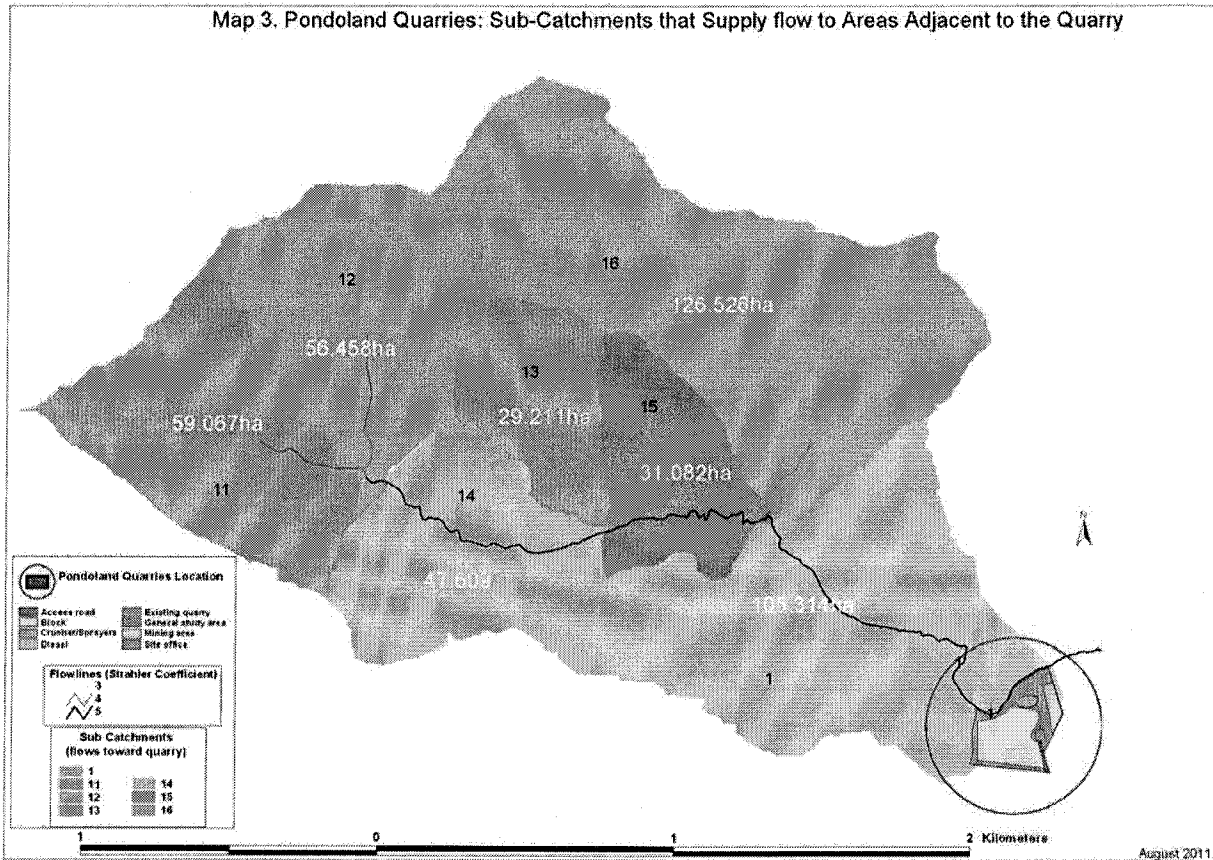 Map 3. Pondoland Quarries: Sub-Catchments that Supply flow to Areas Adjacent to the Quarry
16
12
126.526ha
56.458ha
13
15
29.211ha
59.067ha
31.082ha
11
14
N
1
Pondoland Quarries Location
Access road
Block
Crusher/Sprayers
Diesel
Existing quarry
General study area
Mining area
Site office
Flowlines (Strahler Coefficient)
3
4
5
Sub Catchments
(flows toward quarry)
1
11
12
13
14
15
16
1 0 1 2 Kilometers
August 2011